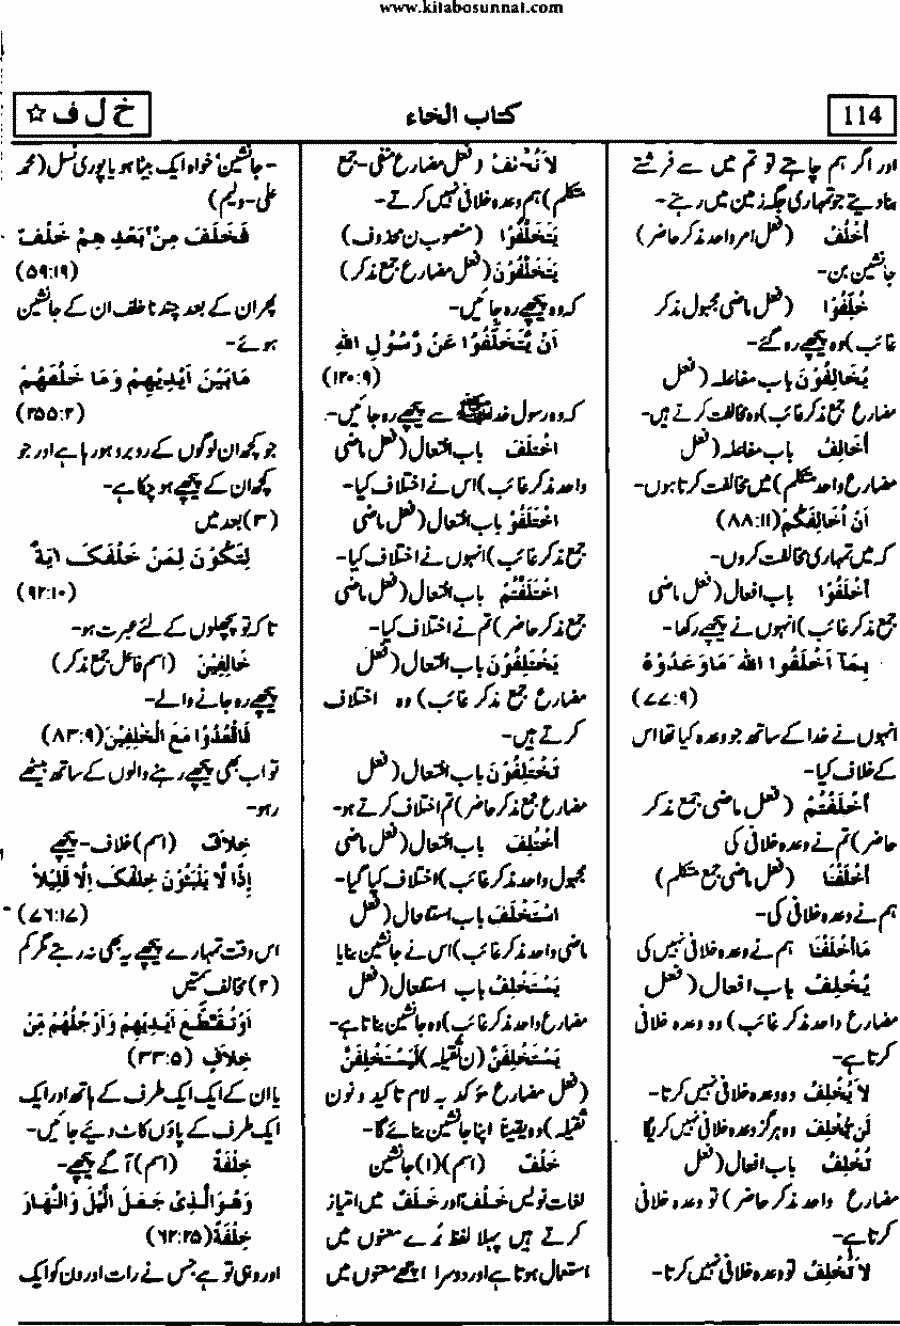 www.kitabosunnat.com
114
کتاب الخاء
خ ل ف ☆
اور اگر ہم چاہتے تو تم میں سے فرشتے
بنا دیتے جو تمہاری جگہ زمین میں رہتے-
اُخْلُفْ (فعل امر واحد مذکر حاضر)
جانشین بن-
خُلِّفُوْا (فعل ماضی مجہول مذکر
غائب) وہ پیچھے رہ گئے-
یُخَالِفُوْنَ باب مفاعلہ (فعل
مضارع جمع مذکر غائب) وہ مخالفت کرتے ہیں-
اُخَالِفُ باب مفاعلہ (فعل
مضارع واحد متکلم) میں مخالفت کرتا ہوں-
اَنْ اُخَالِفَكُمْ (۸۸:۱۱)
کہ میں تمہاری مخالفت کروں-
اَخْلَفُوْا باب افعال (فعل ماضی
جمع مذکر غائب) انہوں نے پیچھے رکھا-
بِمَآ اَخْلَفُوا اللّٰهَ مَا وَعَدُوْهُ
(۷۷:۹)
انہوں نے خدا کے ساتھ جو وعدہ کیا تھا اس
کے خلاف کیا-
اَخْلَفْتُمْ (فعل ماضی جمع مذکر
حاضر) تم نے وعدہ خلافی کی
اَخْلَفْنَا (فعل ماضی جمع متکلم)
ہم نے وعدہ خلافی کی-
مَا اَخْلَفْنَا ہم نے وعدہ خلافی نہیں کی
یُخْلِفُ باب افعال (فعل
مضارع واحد مذکر غائب) وہ وعدہ خلافی
کرتا ہے-
لَا یُخْلِفُ وہ وعدہ خلافی نہیں کرتا-
لَنْ یُخْلِفَ وہ ہرگز وعدہ خلافی نہیں کریگا
تُخْلِفُ باب افعال (فعل
مضارع واحد مذکر حاضر) تو وعدہ خلافی
کرتا ہے-
لَا تُخْلِفُ تو وعدہ خلافی نہیں کرتا-
لَا نُخْلِفُ (فعل مضارع منفی- جمع
متکلم) ہم وعدہ خلافی نہیں کرتے-
یَتَخَلَّفُوْا (منصوب ن محذوف)
یَتَخَلَّفُوْنَ (فعل مضارع جمع مذکر)
کہ وہ پیچھے رہ جائیں-
اَنْ يَّتَخَلَّفُوْا عَنْ رَّسُوْلِ اللّٰهِ
(۱۲۰:۹)
کہ وہ رسول خدا ﷺ سے پیچھے رہ جائیں-
اخْتَلَفَ باب افتعال (فعل ماضی
واحد مذکر غائب) اس نے اختلاف کیا-
اخْتَلَفُوْا باب افتعال (فعل ماضی
جمع مذکر غائب) انہوں نے اختلاف کیا-
اخْتَلَفْتُمْ باب افتعال (فعل ماضی
جمع مذکر حاضر) تم نے اختلاف کیا-
یَخْتَلِفُوْنَ باب افتعال (فعل
مضارع جمع مذکر غائب) وہ اختلاف
کرتے ہیں-
تَخْتَلِفُوْنَ باب افتعال (فعل
مضارع جمع مذکر حاضر) تم اختلاف کرتے ہو-
اُخْتُلِفَ باب افتعال (فعل ماضی
مجہول واحد مذکر غائب) اختلاف کیا گیا-
اسْتَخْلَفَ باب استفعال (فعل
ماضی واحد مذکر غائب) اس نے جانشین بنایا
یَسْتَخْلِفُ باب استفعال (فعل
مضارع واحد مذکر غائب) وہ جانشین بناتا ہے-
یَسْتَخْلِفَنَّ (ن ثقیلہ) لَیَسْتَخْلِفَنَّ
(فعل مضارع مؤکد بہ لام تاکید و نون
ثقیلہ) وہ یقیناً اپنا جانشین بنائے گا-
خَلْفٌ (اسم) (۱) جانشین
لغات نویس خَلْف اور خَلَف میں امتیاز
کرتے ہیں پہلا لفظ بُرے معنوں میں
استعمال ہوتا ہے اور دوسرا اچھے معنوں میں
- جانشین خواہ ایک بیٹا ہو یا پوری نسل (محمد
علی- ولیم)
فَخَلَفَ مِنْۢ بَعْدِهِمْ خَلْفٌ
(۵۹:۱۹)
پھر ان کے بعد چند ناخلف ان کے جانشین
ہوئے-
مَا بَيْنَ اَيْدِيْهِمْ وَمَا خَلْفَهُمْ
(۲۵۵:۲)
جو کچھ ان لوگوں کے روبرو ہو رہا ہے اور جو
کچھ ان کے پیچھے ہو چکا ہے-
(۳) بعد میں
لِتَكُوْنَ لِمَنْ خَلْفَكَ اٰيَةً
(۹۲:۱۰)
تاکہ تو پچھلوں کے لئے عبرت ہو-
خَالِفِیْنَ (اسم فاعل جمع مذکر)
پیچھے رہ جانے والے-
فَاقْعُدُوْا مَعَ الْخٰلِفِيْنَ (۸۳:۹)
تو اب بھی پیچھے رہنے والوں کے ساتھ بیٹھے
رہو-
خِلَافَ (اسم) خلاف- پیچھے
اِذًا لَّا يَلْبَثُوْنَ خِلٰفَكَ اِلَّا قَلِيْلًا
(۷۶:۱۷)
اس وقت تمہارے پیچھے یہ بھی نہ رہتے مگر کم
(۲) مخالف سمتیں
اَوْ تُقَطَّعَ اَيْدِيْهِمْ وَاَرْجُلُهُمْ مِّنْ
خِلَافٍ (۳۳:۵)
یا ان کے ایک ایک طرف کے ہاتھ اور ایک
ایک طرف کے پاؤں کاٹ دیے جائیں-
خِلْفَةً (اسم) آگے پیچھے-
وَهُوَ الَّذِيْ جَعَلَ الَّيْلَ وَالنَّهَارَ
خِلْفَةً (۶۲:۲۵)
اور وہی تو ہے جس نے رات اور دن کو ایک